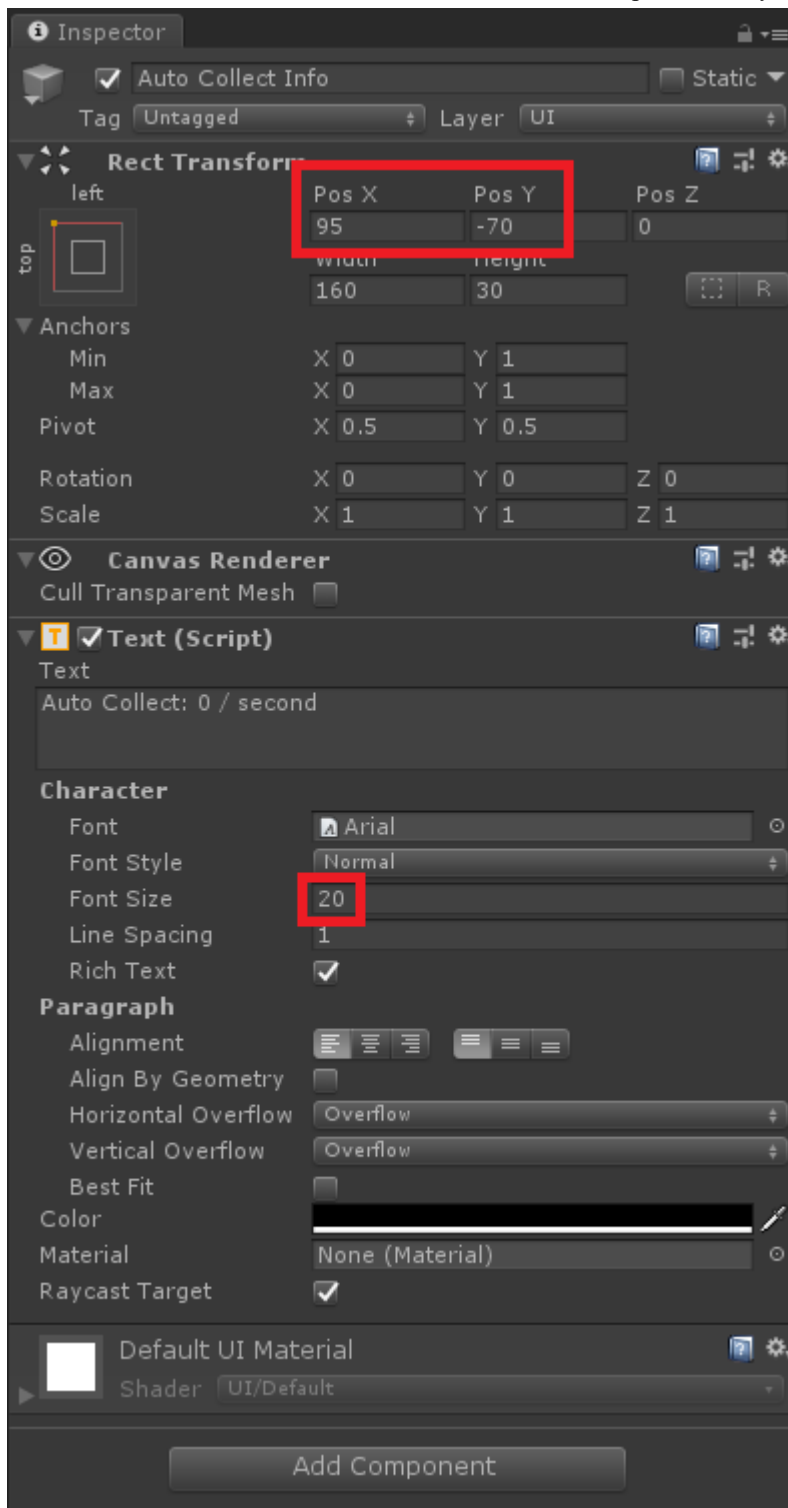 Inspector
Auto Collect Info Static
Tag Untagged Layer UI
Rect Transform
left Pos X Pos Y Pos Z
top 95 -70 0
Width Height
160 30 R
Anchors
Min X 0 Y 1
Max X 0 Y 1
Pivot X 0.5 Y 0.5
Rotation X 0 Y 0 Z 0
Scale X 1 Y 1 Z 1
Canvas Renderer
Cull Transparent Mesh
T Text (Script)
Text
Auto Collect: 0 / second
Character
Font Arial
Font Style Normal
Font Size 20
Line Spacing 1
Rich Text
Paragraph
Alignment
Align By Geometry
Horizontal Overflow Overflow
Vertical Overflow Overflow
Best Fit
Color
Material None (Material)
Raycast Target
Default UI Material
Shader UI/Default
Add Component